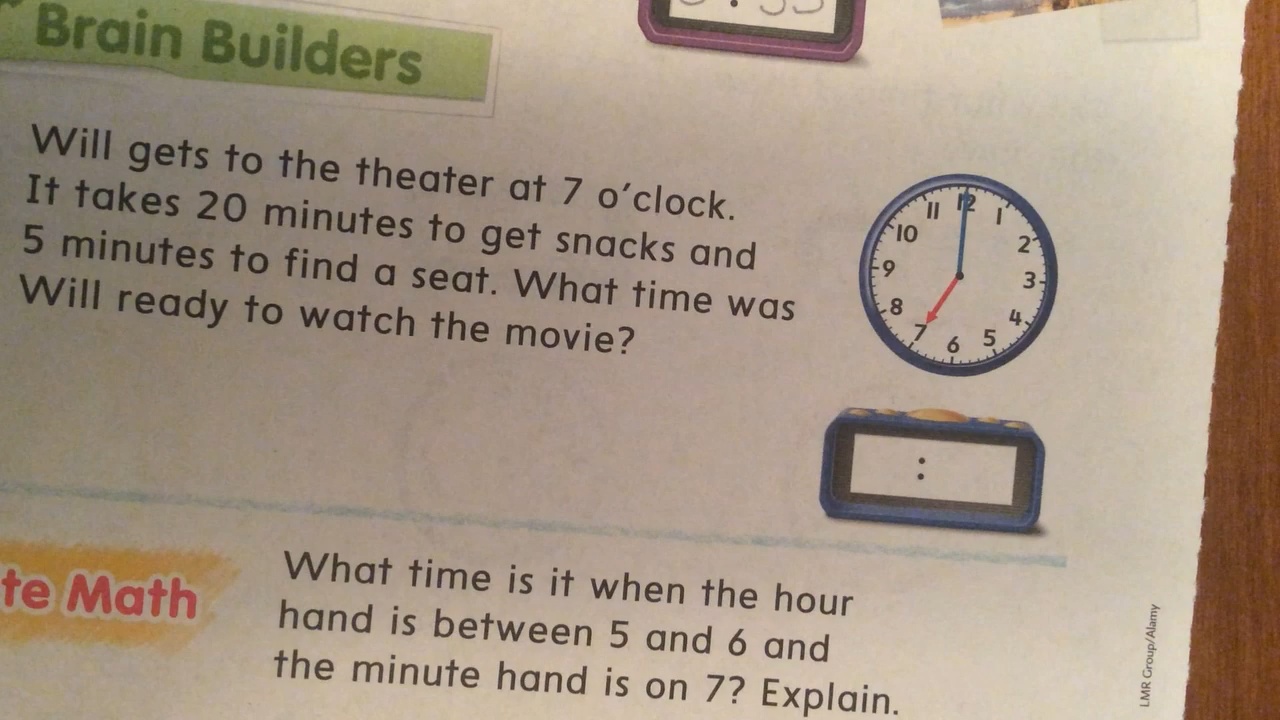 Brain Builders
Will gets to the theater at 7 o'clock.
It takes 20 minutes to get snacks and
5 minutes to find a seat. What time was
Will ready to watch the movie?
12
11 1
10 2
9 3
8 4
7 6 5
:
te Math
What time is it when the hour
hand is between 5 and 6 and
the minute hand is on 7? Explain.
LMR Group/Alamy